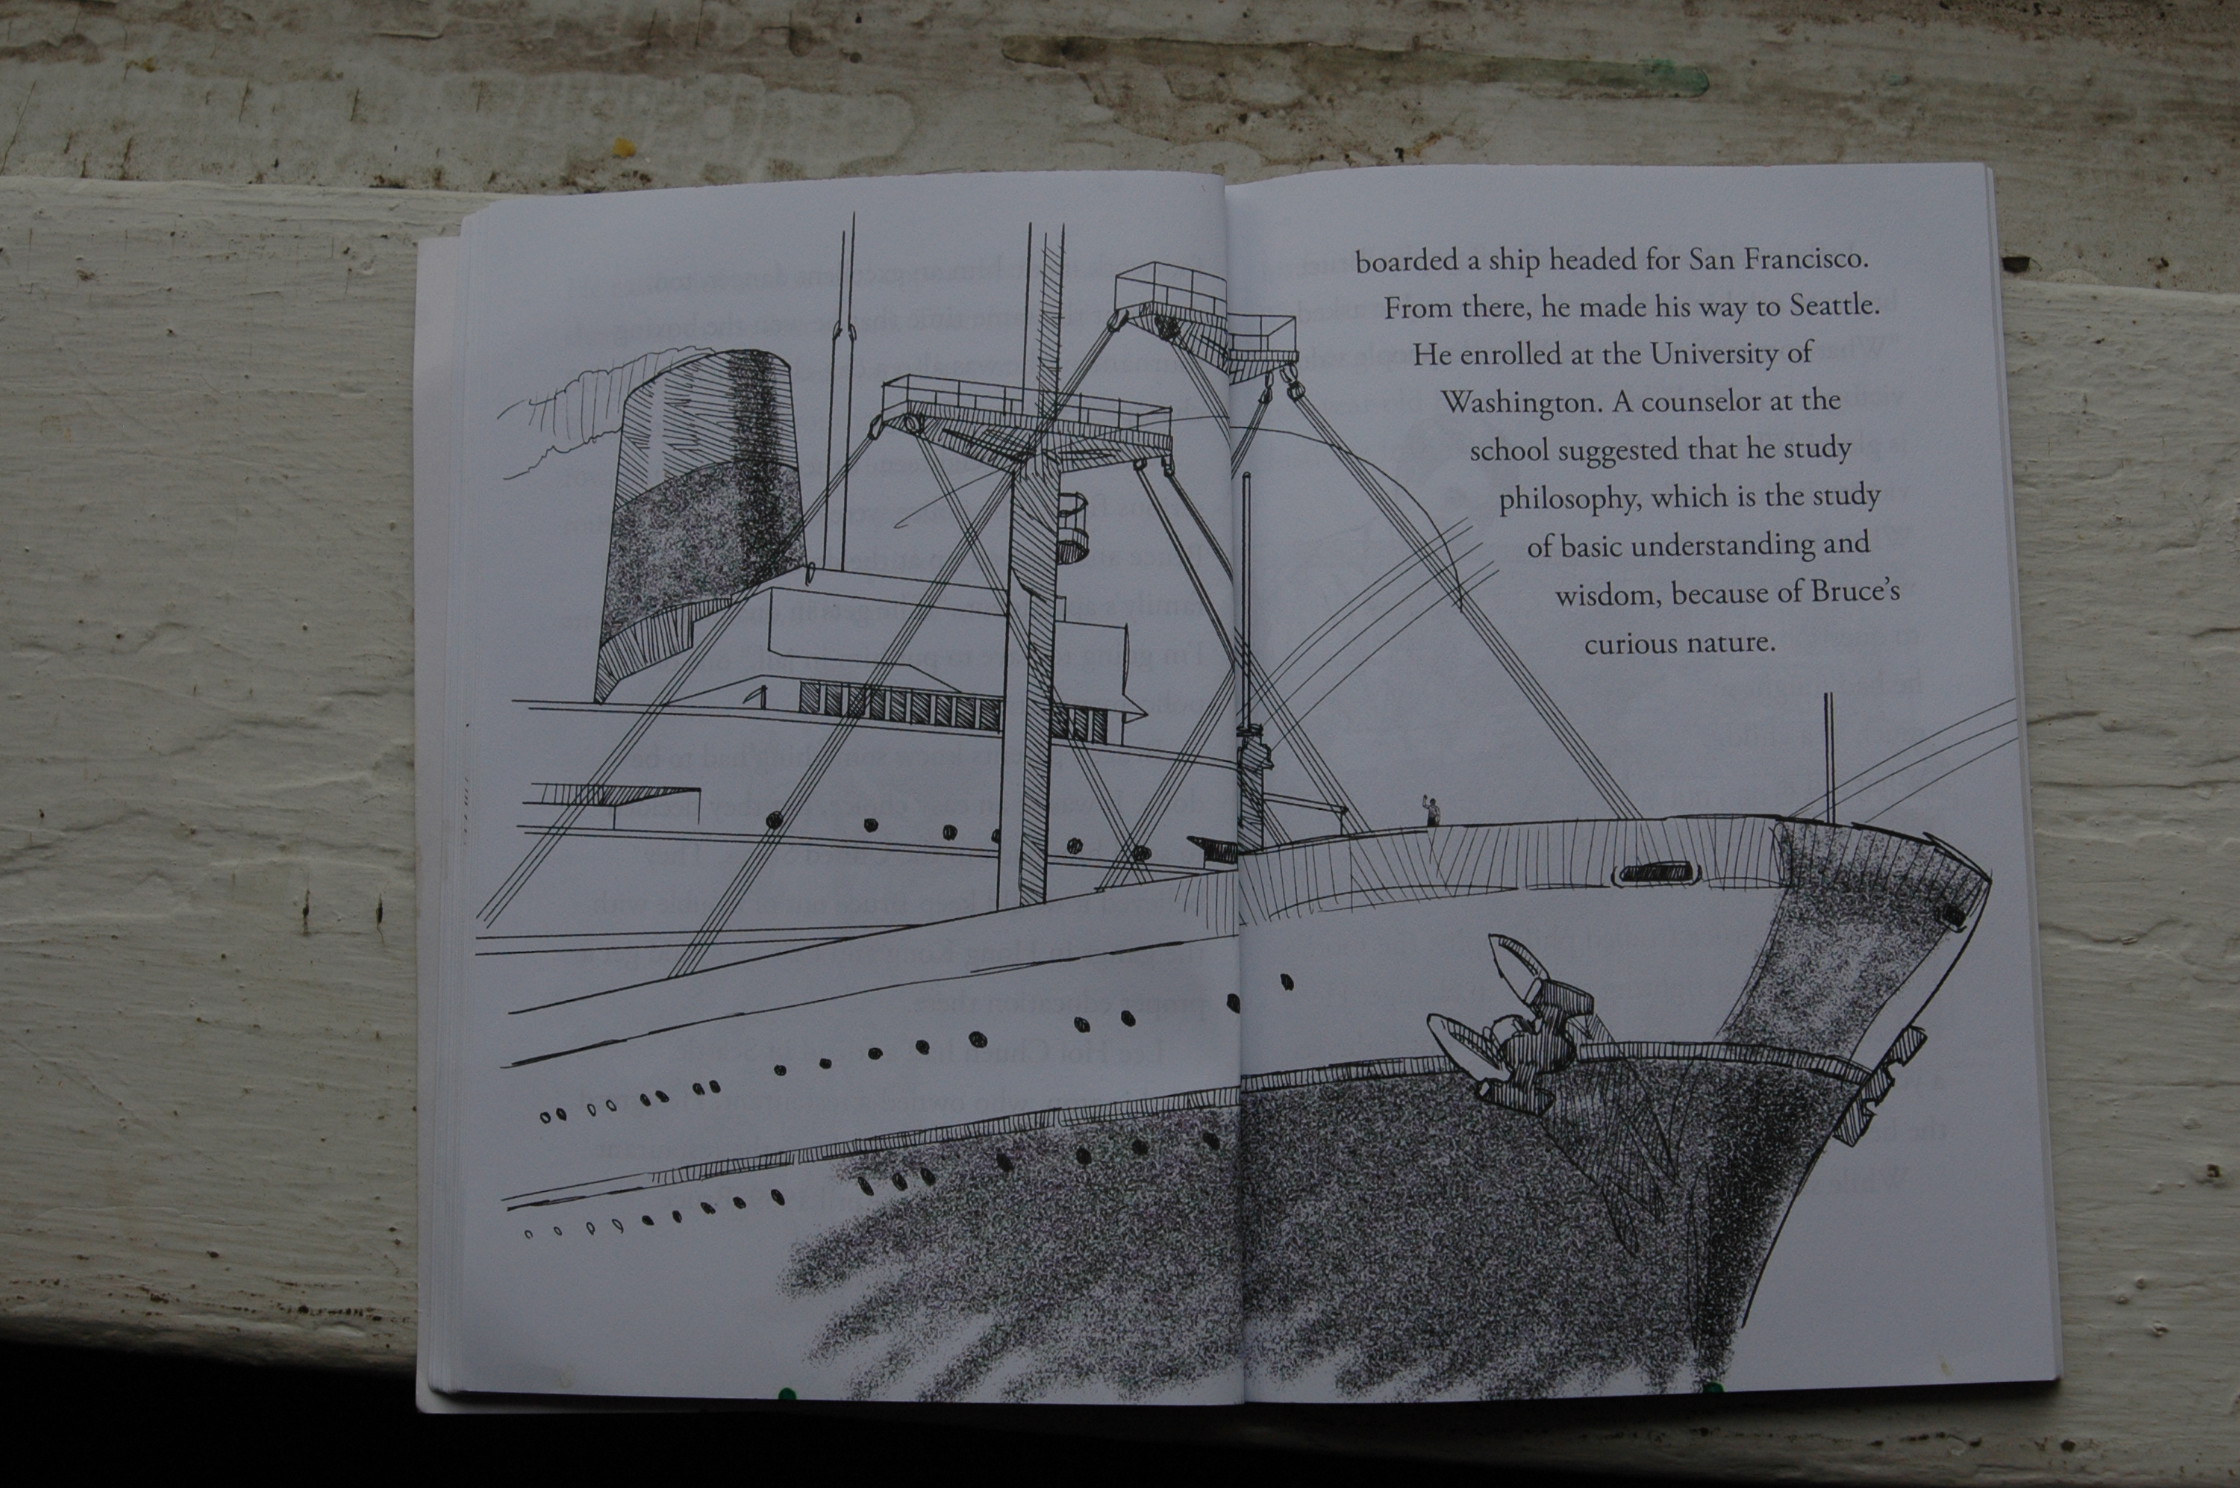 boarded a ship headed for San Francisco.
From there, he made his way to Seattle.
He enrolled at the University of
Washington. A counselor at the
school suggested that he study
philosophy, which is the study
of basic understanding and
wisdom, because of Bruce’s
curious nature.